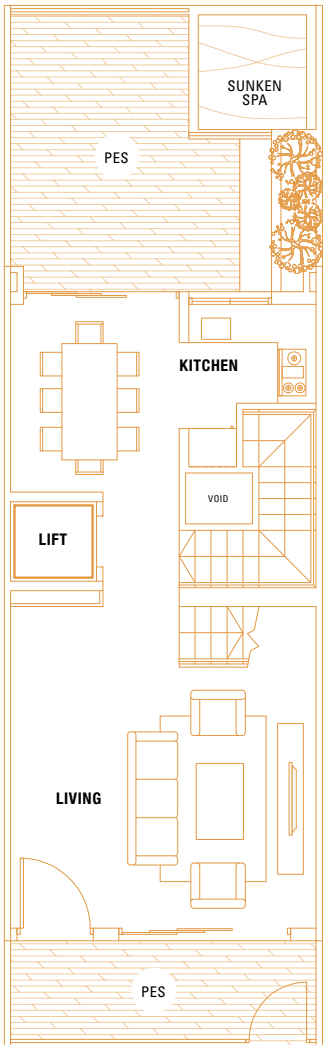 SUNKEN
SPA
PES
KITCHEN
VOID
LIFT
LIVING
PES